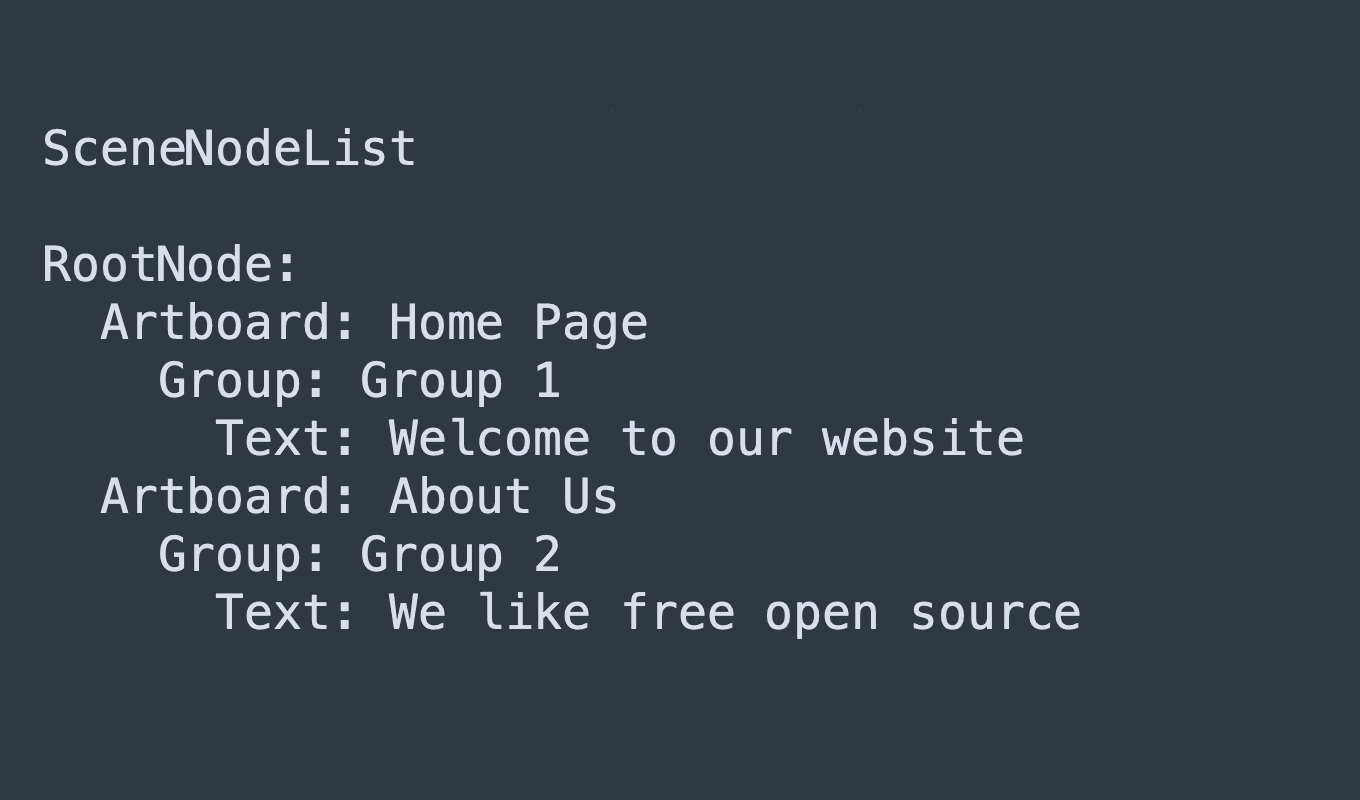 SceneNodeList
RootNode:
Artboard: Home Page
Group: Group 1
Text: Welcome to our website
Artboard: About Us
Group: Group 2
Text: We like free open source